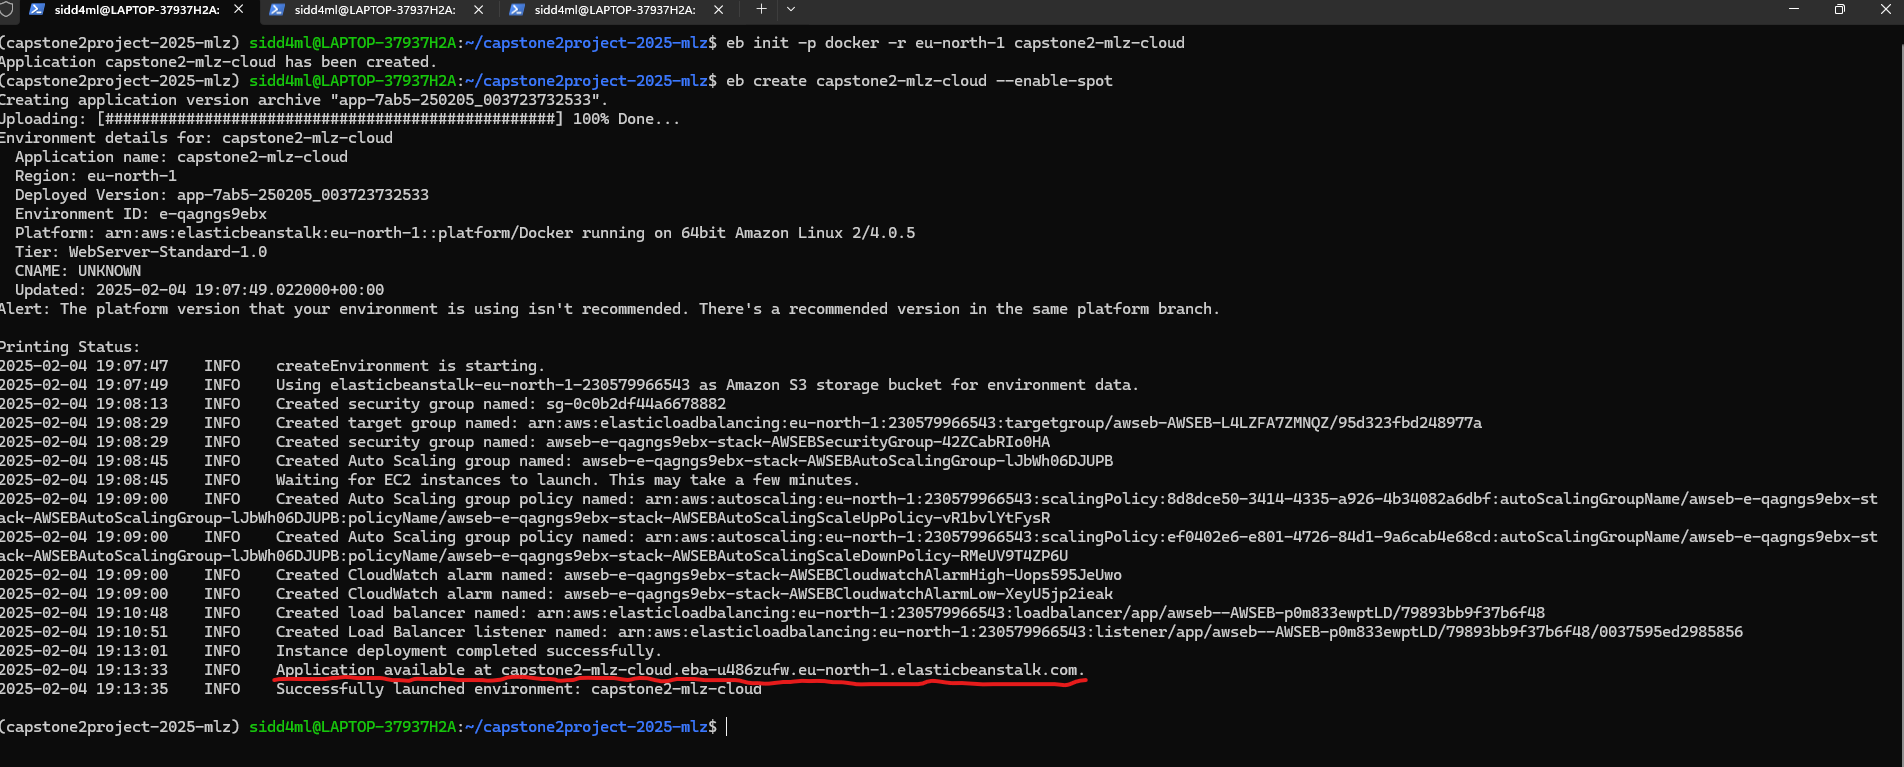 sidd4ml@LAPTOP-37937H2A: sidd4ml@LAPTOP-37937H2A: sidd4ml@LAPTOP-37937H2A:
(capstone2project-2025-mlz) sidd4ml@LAPTOP-37937H2A:~/capstone2project-2025-mlz$ eb init -p docker -r eu-north-1 capstone2-mlz-cloud
Application capstone2-mlz-cloud has been created.
(capstone2project-2025-mlz) sidd4ml@LAPTOP-37937H2A:~/capstone2project-2025-mlz$ eb create capstone2-mlz-cloud --enable-spot
Creating application version archive "app-7ab5-250205_003723732533".
Uploading: [##################################################] 100% Done...
Environment details for: capstone2-mlz-cloud
Application name: capstone2-mlz-cloud
Region: eu-north-1
Deployed Version: app-7ab5-250205_003723732533
Environment ID: e-qagngs9ebx
Platform: arn:aws:elasticbeanstalk:eu-north-1::platform/Docker running on 64bit Amazon Linux 2/4.0.5
Tier: WebServer-Standard-1.0
CNAME: UNKNOWN
Updated: 2025-02-04 19:07:49.022000+00:00
Alert: The platform version that your environment is using isn't recommended. There's a recommended version in the same platform branch.
Printing Status:
2025-02-04 19:07:47 INFO createEnvironment is starting.
2025-02-04 19:07:49 INFO Using elasticbeanstalk-eu-north-1-230579966543 as Amazon S3 storage bucket for environment data.
2025-02-04 19:08:13 INFO Created security group named: sg-0c0b2df44a6678882
2025-02-04 19:08:29 INFO Created target group named: arn:aws:elasticloadbalancing:eu-north-1:230579966543:targetgroup/awseb-AWSEB-L4LZFA7ZMNQZ/95d323fbd248977a
2025-02-04 19:08:29 INFO Created security group named: awseb-e-qagngs9ebx-stack-AWSEBSecurityGroup-42ZCabRIo0HA
2025-02-04 19:08:45 INFO Created Auto Scaling group named: awseb-e-qagngs9ebx-stack-AWSEBAutoScalingGroup-lJbWh06DJUPB
2025-02-04 19:08:45 INFO Waiting for EC2 instances to launch. This may take a few minutes.
2025-02-04 19:09:00 INFO Created Auto Scaling group policy named: arn:aws:autoscaling:eu-north-1:230579966543:scalingPolicy:8d8dce50-3414-4335-a926-4b34082a6dbf:autoScalingGroupName/awseb-e-qagngs9ebx-st
ack-AWSEBAutoScalingGroup-lJbWh06DJUPB:policyName/awseb-e-qagngs9ebx-stack-AWSEBAutoScalingScaleUpPolicy-vR1bvlYtFysR
2025-02-04 19:09:00 INFO Created Auto Scaling group policy named: arn:aws:autoscaling:eu-north-1:230579966543:scalingPolicy:ef0402e6-e801-4726-84d1-9a6cab4e68cd:autoScalingGroupName/awseb-e-qagngs9ebx-st
ack-AWSEBAutoScalingGroup-lJbWh06DJUPB:policyName/awseb-e-qagngs9ebx-stack-AWSEBAutoScalingScaleDownPolicy-RMeUV9T4ZP6U
2025-02-04 19:09:00 INFO Created CloudWatch alarm named: awseb-e-qagngs9ebx-stack-AWSEBCloudwatchAlarmHigh-Uops595JeUwo
2025-02-04 19:09:00 INFO Created CloudWatch alarm named: awseb-e-qagngs9ebx-stack-AWSEBCloudwatchAlarmLow-XeyU5jp2ieak
2025-02-04 19:10:48 INFO Created load balancer named: arn:aws:elasticloadbalancing:eu-north-1:230579966543:loadbalancer/app/awseb--AWSEB-p0m833ewptLD/79893bb9f37b6f48
2025-02-04 19:10:51 INFO Created Load Balancer listener named: arn:aws:elasticloadbalancing:eu-north-1:230579966543:listener/app/awseb--AWSEB-p0m833ewptLD/79893bb9f37b6f48/0037595ed2985856
2025-02-04 19:13:01 INFO Instance deployment completed successfully.
2025-02-04 19:13:33 INFO Application available at capstone2-mlz-cloud.eba-u486zufw.eu-north-1.elasticbeanstalk.com.
2025-02-04 19:13:35 INFO Successfully launched environment: capstone2-mlz-cloud
(capstone2project-2025-mlz) sidd4ml@LAPTOP-37937H2A:~/capstone2project-2025-mlz$